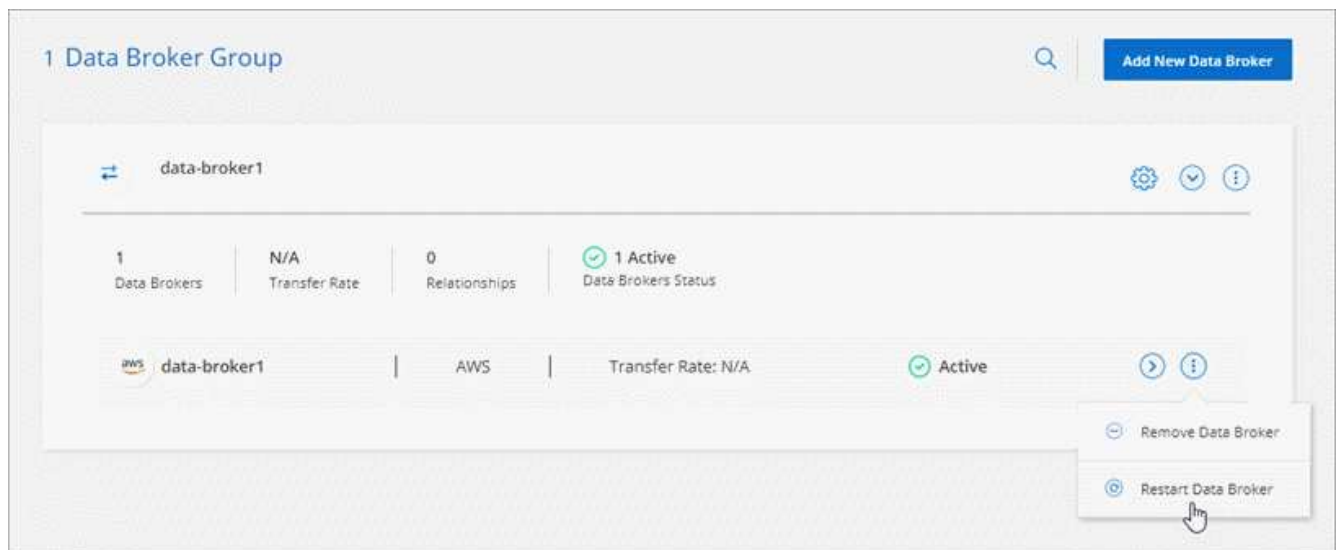 1 Data Broker Group
Add New Data Broker
data-broker1
1
Data Brokers
N/A
Transfer Rate
0
Relationships
1 Active
Data Brokers Status
aws
data-broker1
AWS
Transfer Rate: N/A
Active
Remove Data Broker
Restart Data Broker